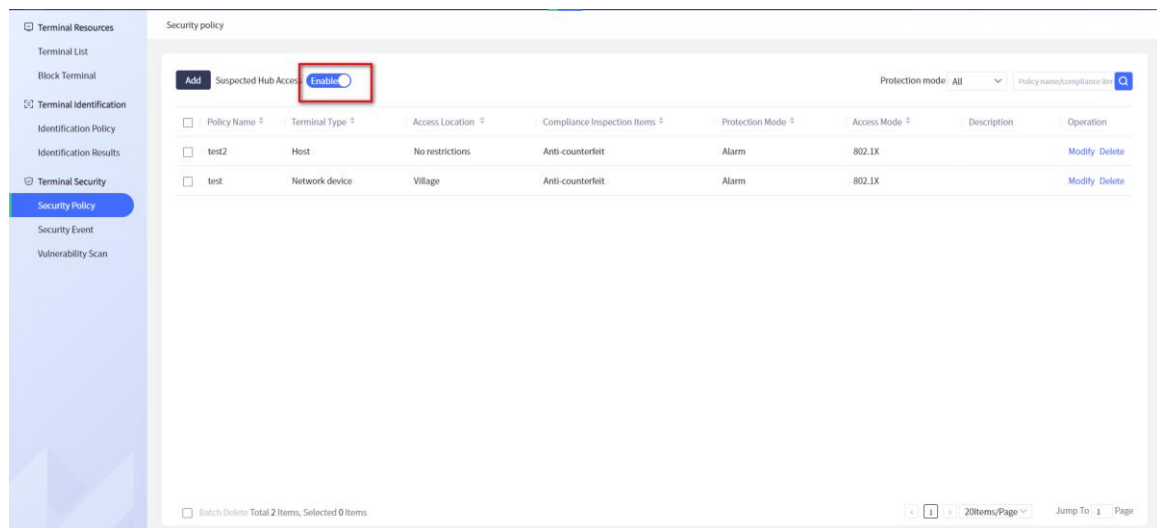 Terminal Resources
Terminal List
Block Terminal
Terminal Identification
Identification Policy
Identification Results
Terminal Security
Security Policy
Security Event
Vulnerability Scan
Security policy
Add Suspected Hub Access Enable Protection mode All Policy name/compliance iter
Policy Name Terminal Type Access Location Compliance Inspection Items Protection Mode Access Mode Description Operation
test2 Host No restrictions Anti-counterfeit Alarm 802.1X Modify Delete
test Network device Village Anti-counterfeit Alarm 802.1X Modify Delete
Batch Delete Total 2 Items, Selected 0 Items < 1 > 20Items/Page Jump To 1 Page